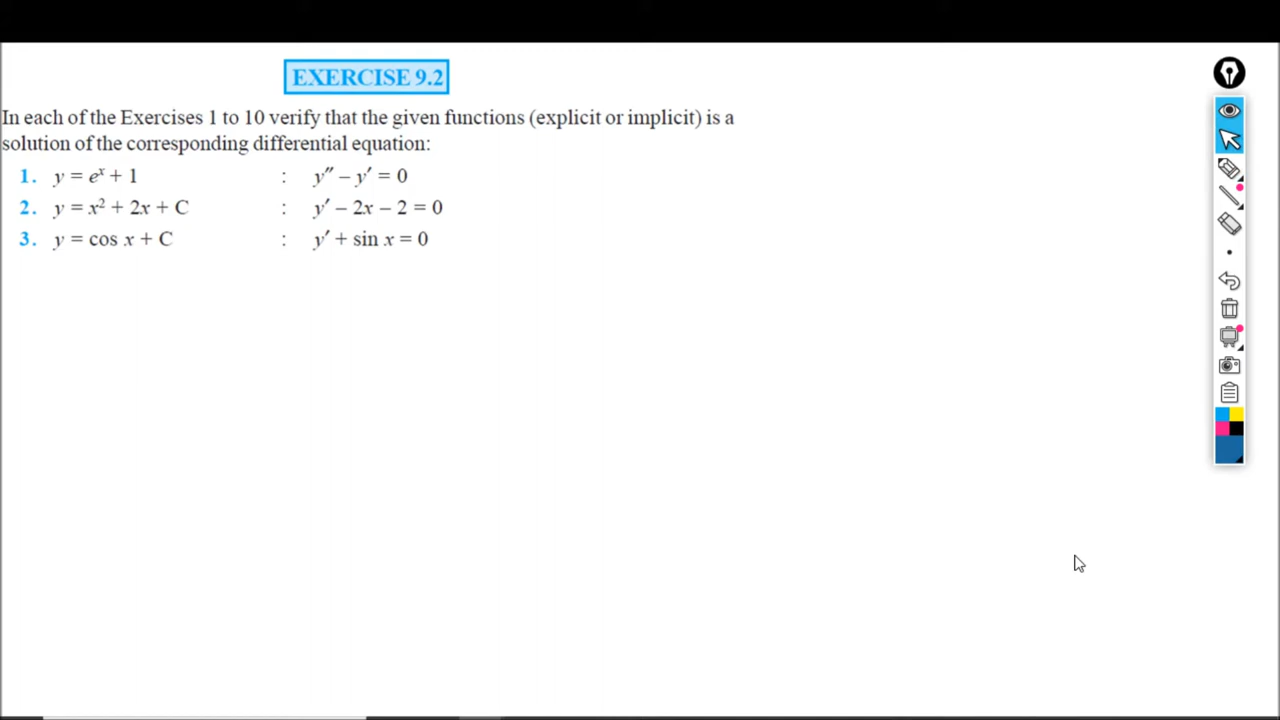 EXERCISE 9.2
In each of the Exercises 1 to 10 verify that the given functions (explicit or implicit) is a
solution of the corresponding differential equation:
1. y = eˣ + 1 : y″ – y′ = 0
2. y = x² + 2x + C : y′ – 2x – 2 = 0
3. y = cos x + C : y′ + sin x = 0